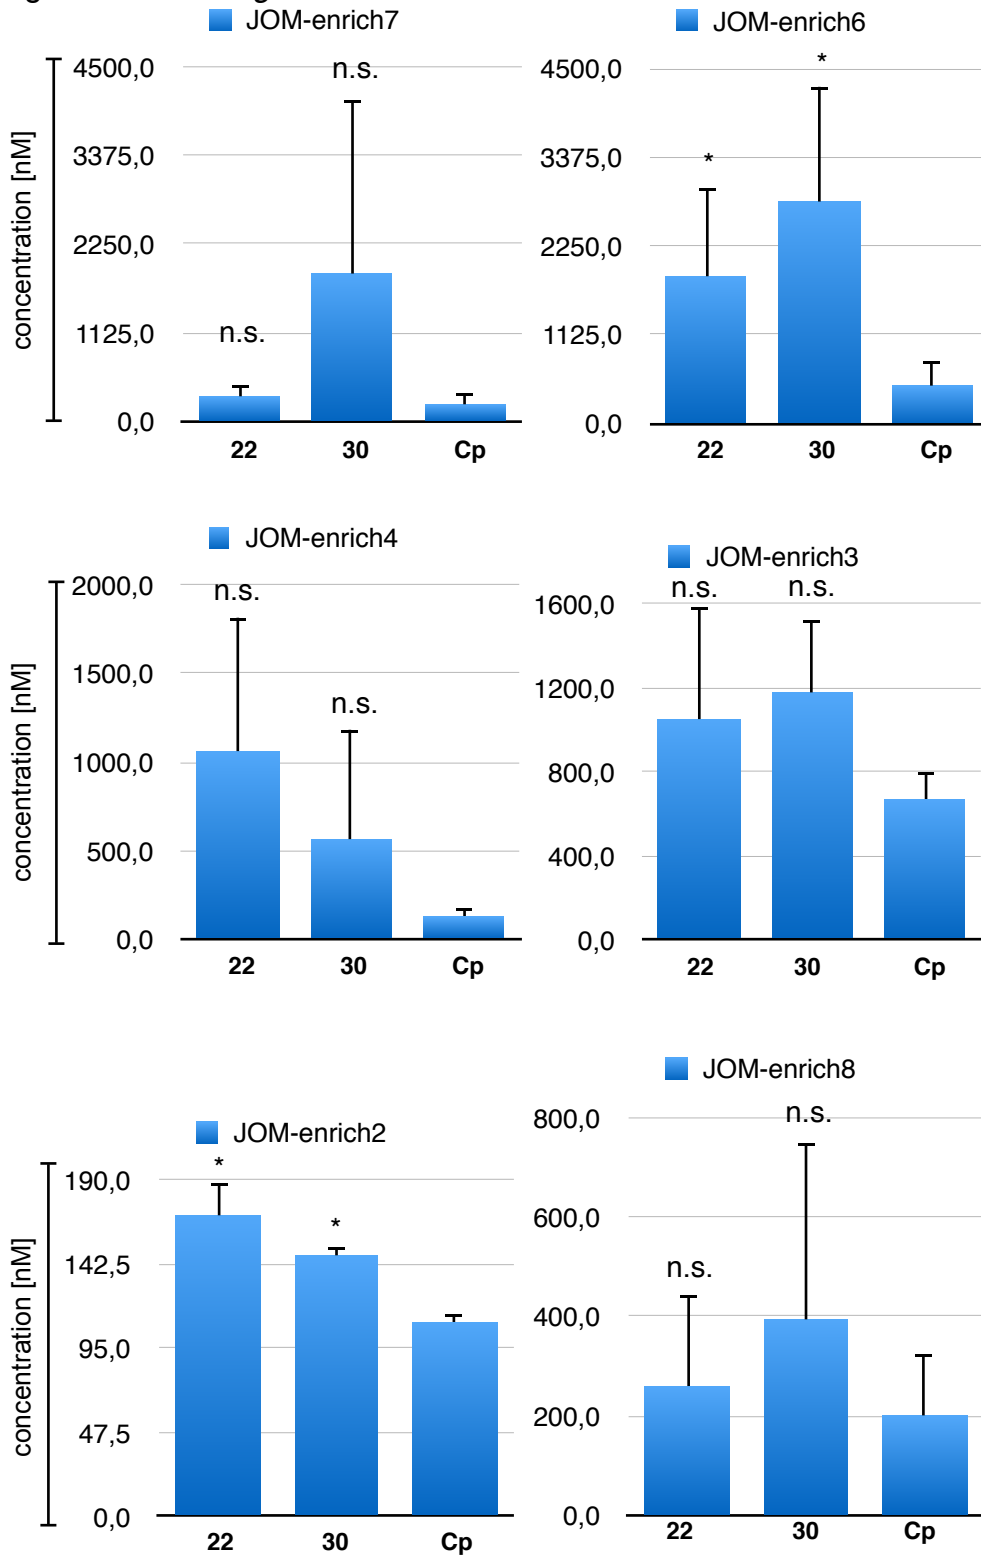 JOM-enrich7
4500,0
3375,0
2250,0
1125,0
0,0
concentration [nM]
n.s.
n.s.
22 30 Cp
JOM-enrich6
4500,0
3375,0
2250,0
1125,0
0,0
*
*
22 30 Cp
JOM-enrich4
2000,0
1500,0
1000,0
500,0
0,0
concentration [nM]
n.s.
n.s.
22 30 Cp
JOM-enrich3
1600,0
1200,0
800,0
400,0
0,0
n.s.
n.s.
22 30 Cp
JOM-enrich2
190,0
142,5
95,0
47,5
0,0
concentration [nM]
*
*
22 30 Cp
JOM-enrich8
800,0
600,0
400,0
200,0
0,0
n.s.
n.s.
22 30 Cp